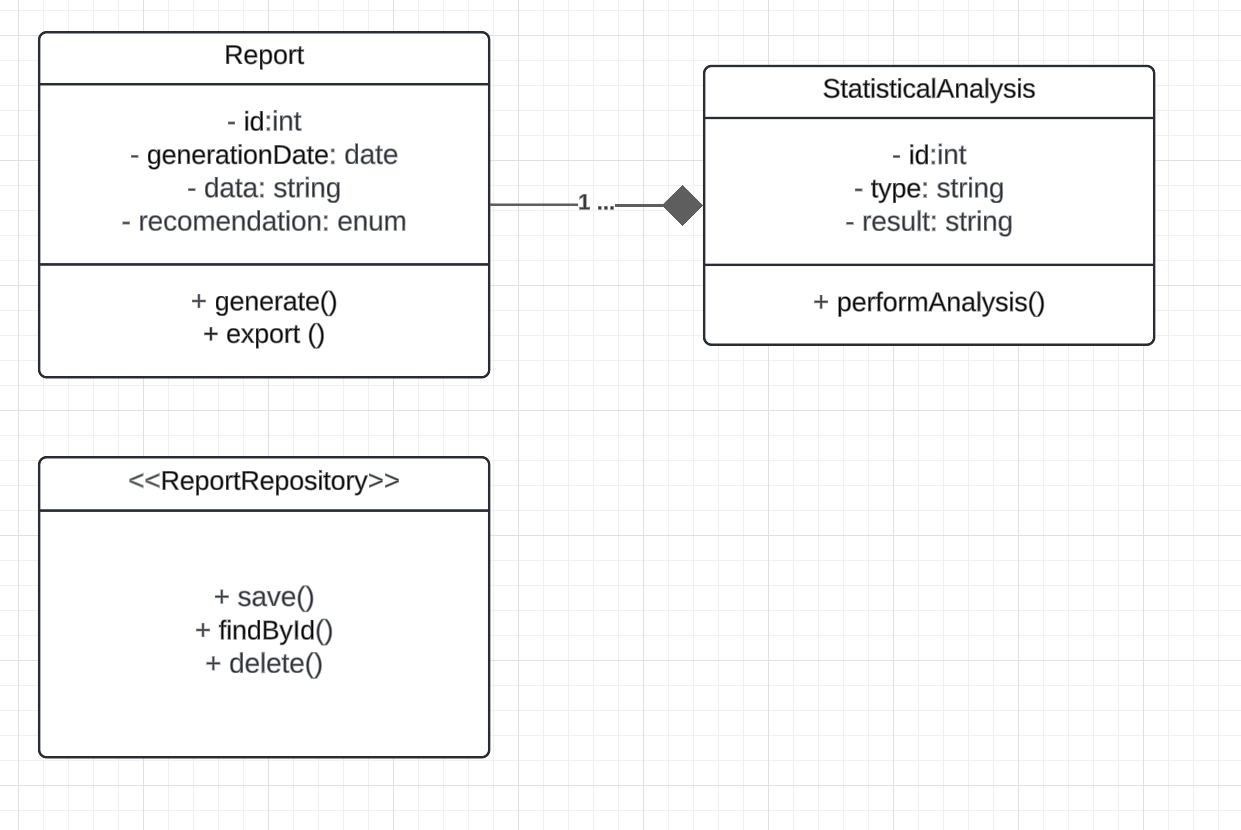 Report
- id:int
- generationDate: date
- data: string
- recomendation: enum
+ generate()
+ export ()
1 ...
StatisticalAnalysis
- id:int
- type: string
- result: string
+ performAnalysis()
<<ReportRepository>>
+ save()
+ findById()
+ delete()